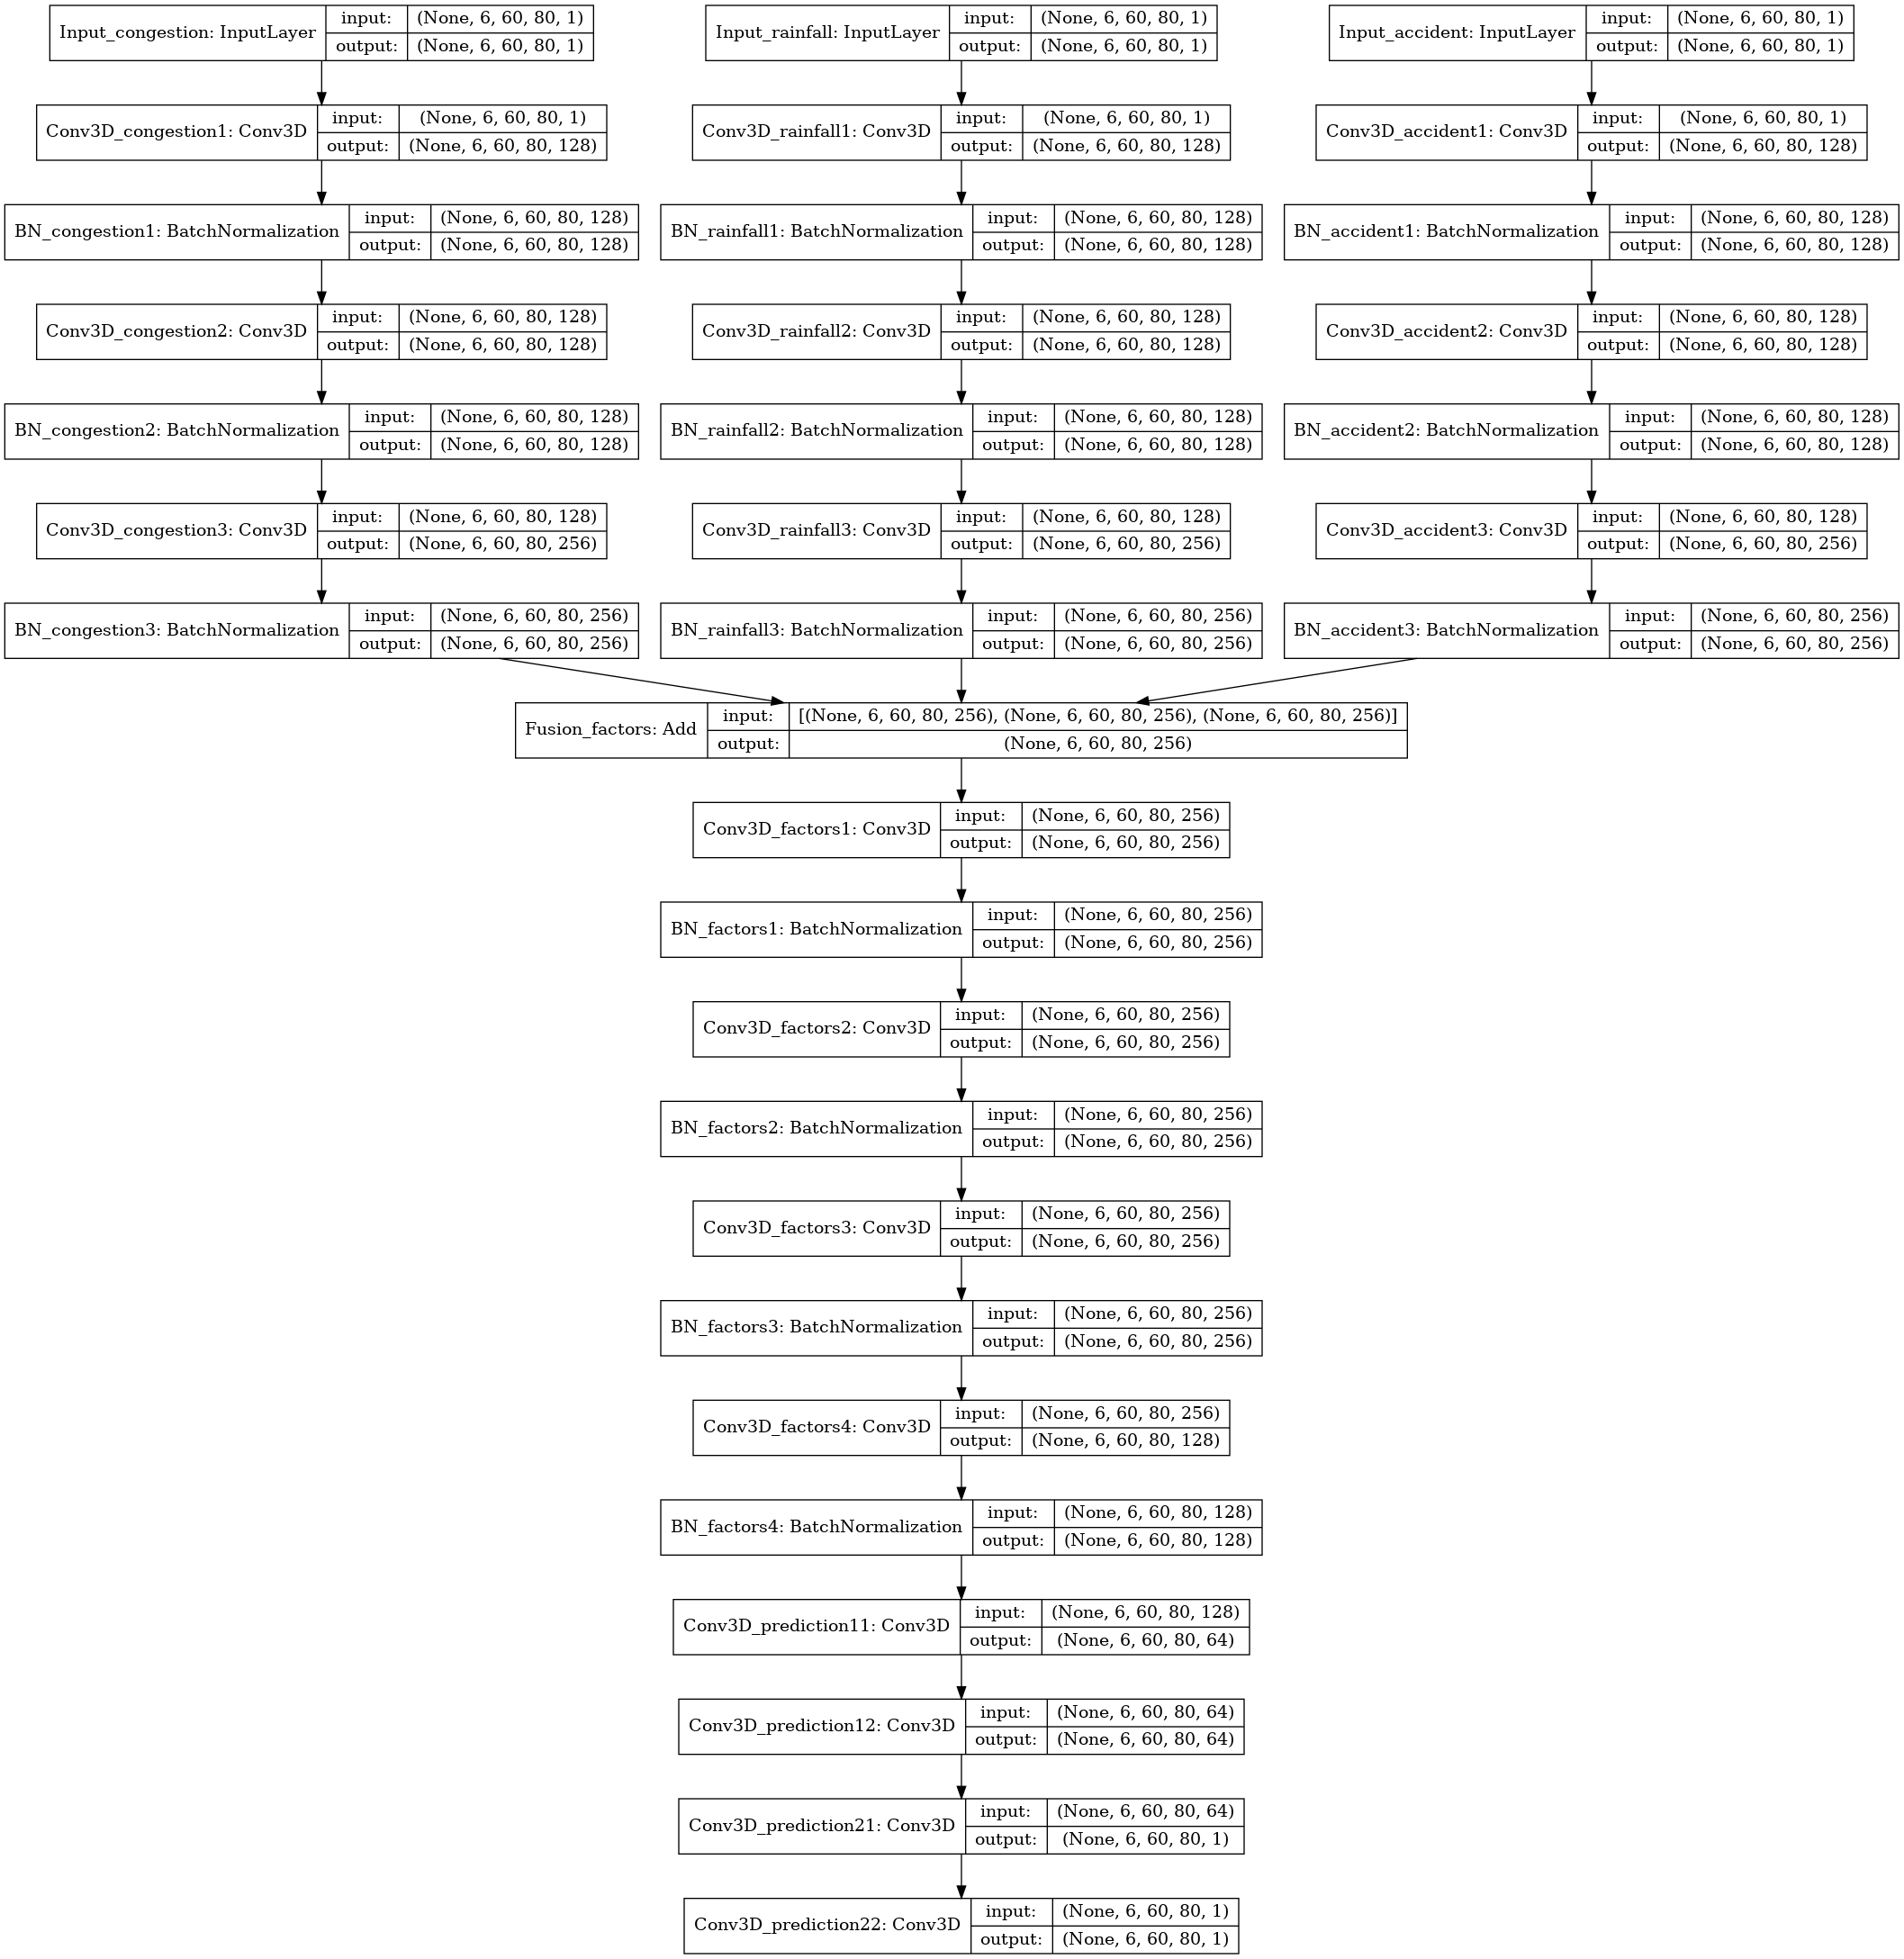 Input_congestion: InputLayer input: (None, 6, 60, 80, 1)
output: (None, 6, 60, 80, 1)
Input_rainfall: InputLayer input: (None, 6, 60, 80, 1)
output: (None, 6, 60, 80, 1)
Input_accident: InputLayer input: (None, 6, 60, 80, 1)
output: (None, 6, 60, 80, 1)
Conv3D_congestion1: Conv3D input: (None, 6, 60, 80, 1)
output: (None, 6, 60, 80, 128)
Conv3D_rainfall1: Conv3D input: (None, 6, 60, 80, 1)
output: (None, 6, 60, 80, 128)
Conv3D_accident1: Conv3D input: (None, 6, 60, 80, 1)
output: (None, 6, 60, 80, 128)
BN_congestion1: BatchNormalization input: (None, 6, 60, 80, 128)
output: (None, 6, 60, 80, 128)
BN_rainfall1: BatchNormalization input: (None, 6, 60, 80, 128)
output: (None, 6, 60, 80, 128)
BN_accident1: BatchNormalization input: (None, 6, 60, 80, 128)
output: (None, 6, 60, 80, 128)
Conv3D_congestion2: Conv3D input: (None, 6, 60, 80, 128)
output: (None, 6, 60, 80, 128)
Conv3D_rainfall2: Conv3D input: (None, 6, 60, 80, 128)
output: (None, 6, 60, 80, 128)
Conv3D_accident2: Conv3D input: (None, 6, 60, 80, 128)
output: (None, 6, 60, 80, 128)
BN_congestion2: BatchNormalization input: (None, 6, 60, 80, 128)
output: (None, 6, 60, 80, 128)
BN_rainfall2: BatchNormalization input: (None, 6, 60, 80, 128)
output: (None, 6, 60, 80, 128)
BN_accident2: BatchNormalization input: (None, 6, 60, 80, 128)
output: (None, 6, 60, 80, 128)
Conv3D_congestion3: Conv3D input: (None, 6, 60, 80, 128)
output: (None, 6, 60, 80, 256)
Conv3D_rainfall3: Conv3D input: (None, 6, 60, 80, 128)
output: (None, 6, 60, 80, 256)
Conv3D_accident3: Conv3D input: (None, 6, 60, 80, 128)
output: (None, 6, 60, 80, 256)
BN_congestion3: BatchNormalization input: (None, 6, 60, 80, 256)
output: (None, 6, 60, 80, 256)
BN_rainfall3: BatchNormalization input: (None, 6, 60, 80, 256)
output: (None, 6, 60, 80, 256)
BN_accident3: BatchNormalization input: (None, 6, 60, 80, 256)
output: (None, 6, 60, 80, 256)
Fusion_factors: Add input: [(None, 6, 60, 80, 256), (None, 6, 60, 80, 256), (None, 6, 60, 80, 256)]
output: (None, 6, 60, 80, 256)
Conv3D_factors1: Conv3D input: (None, 6, 60, 80, 256)
output: (None, 6, 60, 80, 256)
BN_factors1: BatchNormalization input: (None, 6, 60, 80, 256)
output: (None, 6, 60, 80, 256)
Conv3D_factors2: Conv3D input: (None, 6, 60, 80, 256)
output: (None, 6, 60, 80, 256)
BN_factors2: BatchNormalization input: (None, 6, 60, 80, 256)
output: (None, 6, 60, 80, 256)
Conv3D_factors3: Conv3D input: (None, 6, 60, 80, 256)
output: (None, 6, 60, 80, 256)
BN_factors3: BatchNormalization input: (None, 6, 60, 80, 256)
output: (None, 6, 60, 80, 256)
Conv3D_factors4: Conv3D input: (None, 6, 60, 80, 256)
output: (None, 6, 60, 80, 128)
BN_factors4: BatchNormalization input: (None, 6, 60, 80, 128)
output: (None, 6, 60, 80, 128)
Conv3D_prediction11: Conv3D input: (None, 6, 60, 80, 128)
output: (None, 6, 60, 80, 64)
Conv3D_prediction12: Conv3D input: (None, 6, 60, 80, 64)
output: (None, 6, 60, 80, 64)
Conv3D_prediction21: Conv3D input: (None, 6, 60, 80, 64)
output: (None, 6, 60, 80, 1)
Conv3D_prediction22: Conv3D input: (None, 6, 60, 80, 1)
output: (None, 6, 60, 80, 1)